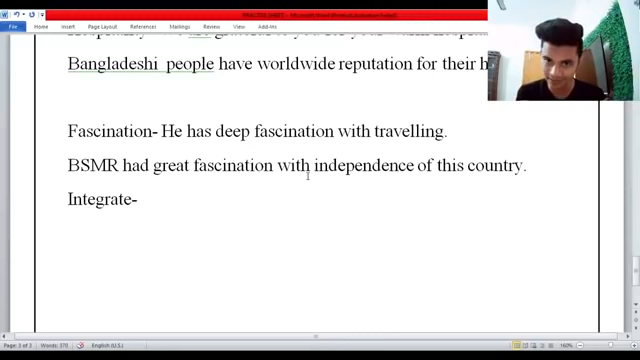 File Home Insert Page Layout References Mailings Review View Add-Ins
Bangladeshi people have worldwide reputation for their h
Fascination- He has deep fascination with travelling.
BSMR had great fascination with independence of this country.
Integrate-
Page: 3 of 3 Words: 370 English (U.S.) 160%